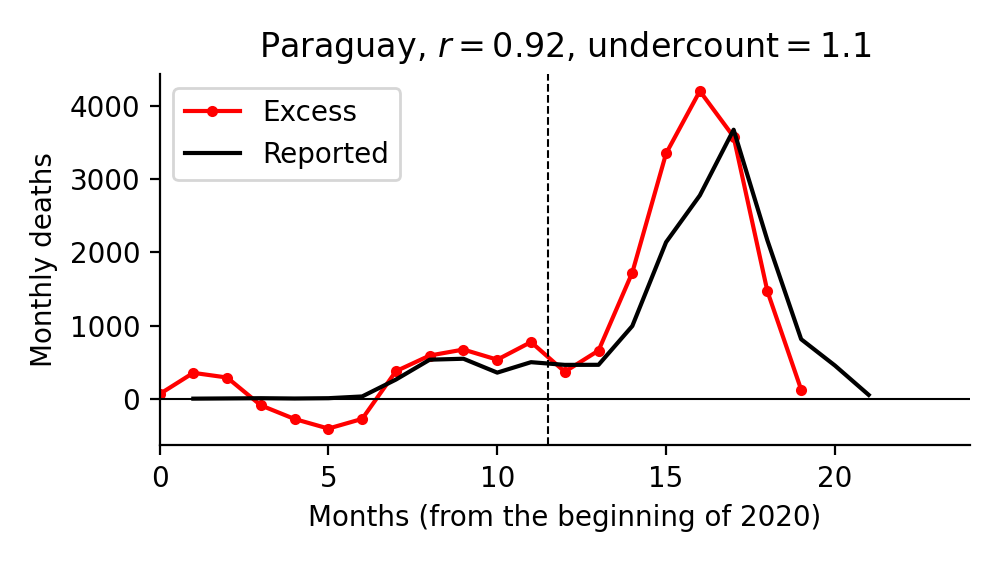 Paraguay, r = 0.92, undercount = 1.1
Excess
Reported
Monthly deaths
4000
3000
2000
1000
0
0 5 10 15 20
Months (from the beginning of 2020)